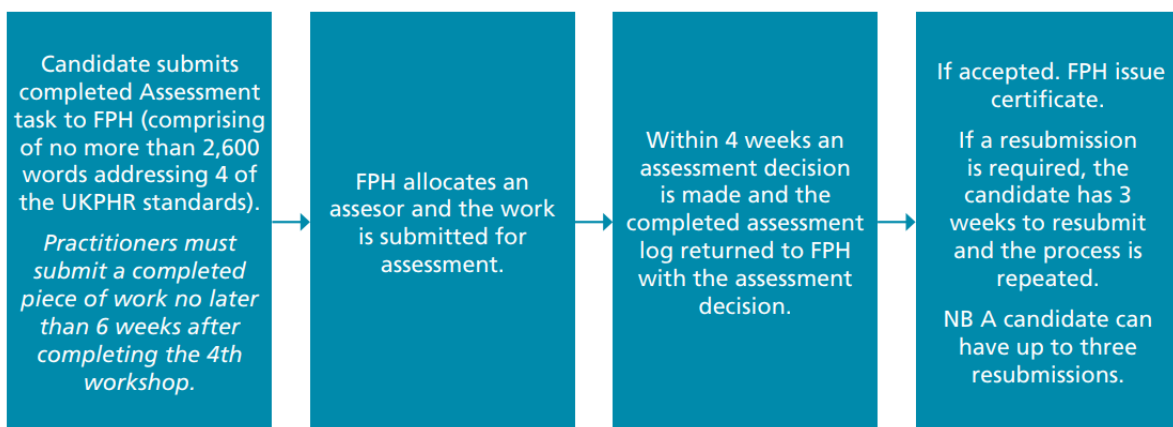 Candidate submits
completed Assessment
task to FPH (comprising
of no more than 2,600
words addressing 4 of
the UKPHR standards).
Practitioners must
submit a completed
piece of work no later
than 6 weeks after
completing the 4th
workshop.
FPH allocates an
assesor and the work
is submitted for
assessment.
Within 4 weeks an
assessment decision
is made and the
completed assessment
log returned to FPH
with the assessment
decision.
If accepted. FPH issue
certificate.
If a resubmission
is required, the
candidate has 3
weeks to resubmit
and the process is
repeated.
NB A candidate can
have up to three
resubmissions.